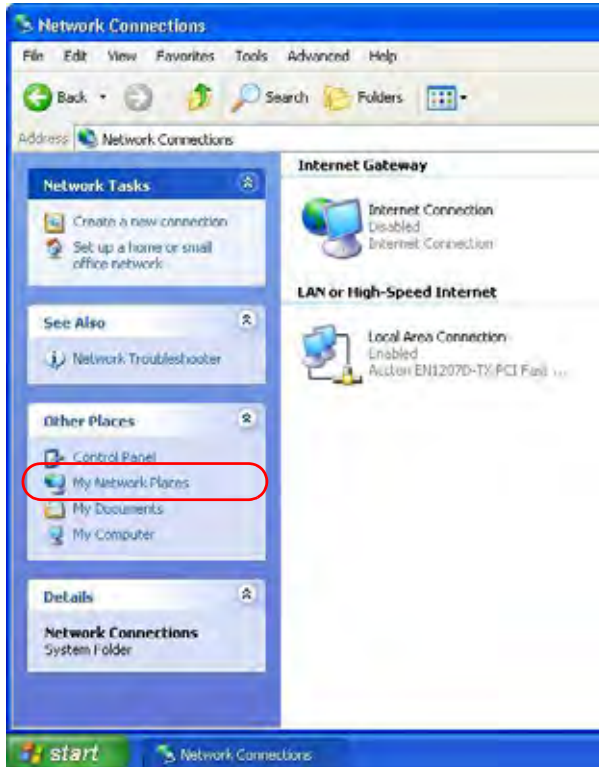 Network Connections
File Edit View Favorites Tools Advanced Help
Back Search Folders
Address Network Connections
Network Tasks
Create a new connection
Set up a home or small
office network
See Also
Network Troubleshooter
Other Places
Control Panel
My Network Places
My Documents
My Computer
Details
Network Connections
System Folder
Internet Gateway
Internet Connection
Disabled
Internet Connection
LAN or High-Speed Internet
Local Area Connection
Enabled
Accton EN1207D-TX PCI Fast ...
start Network Connections